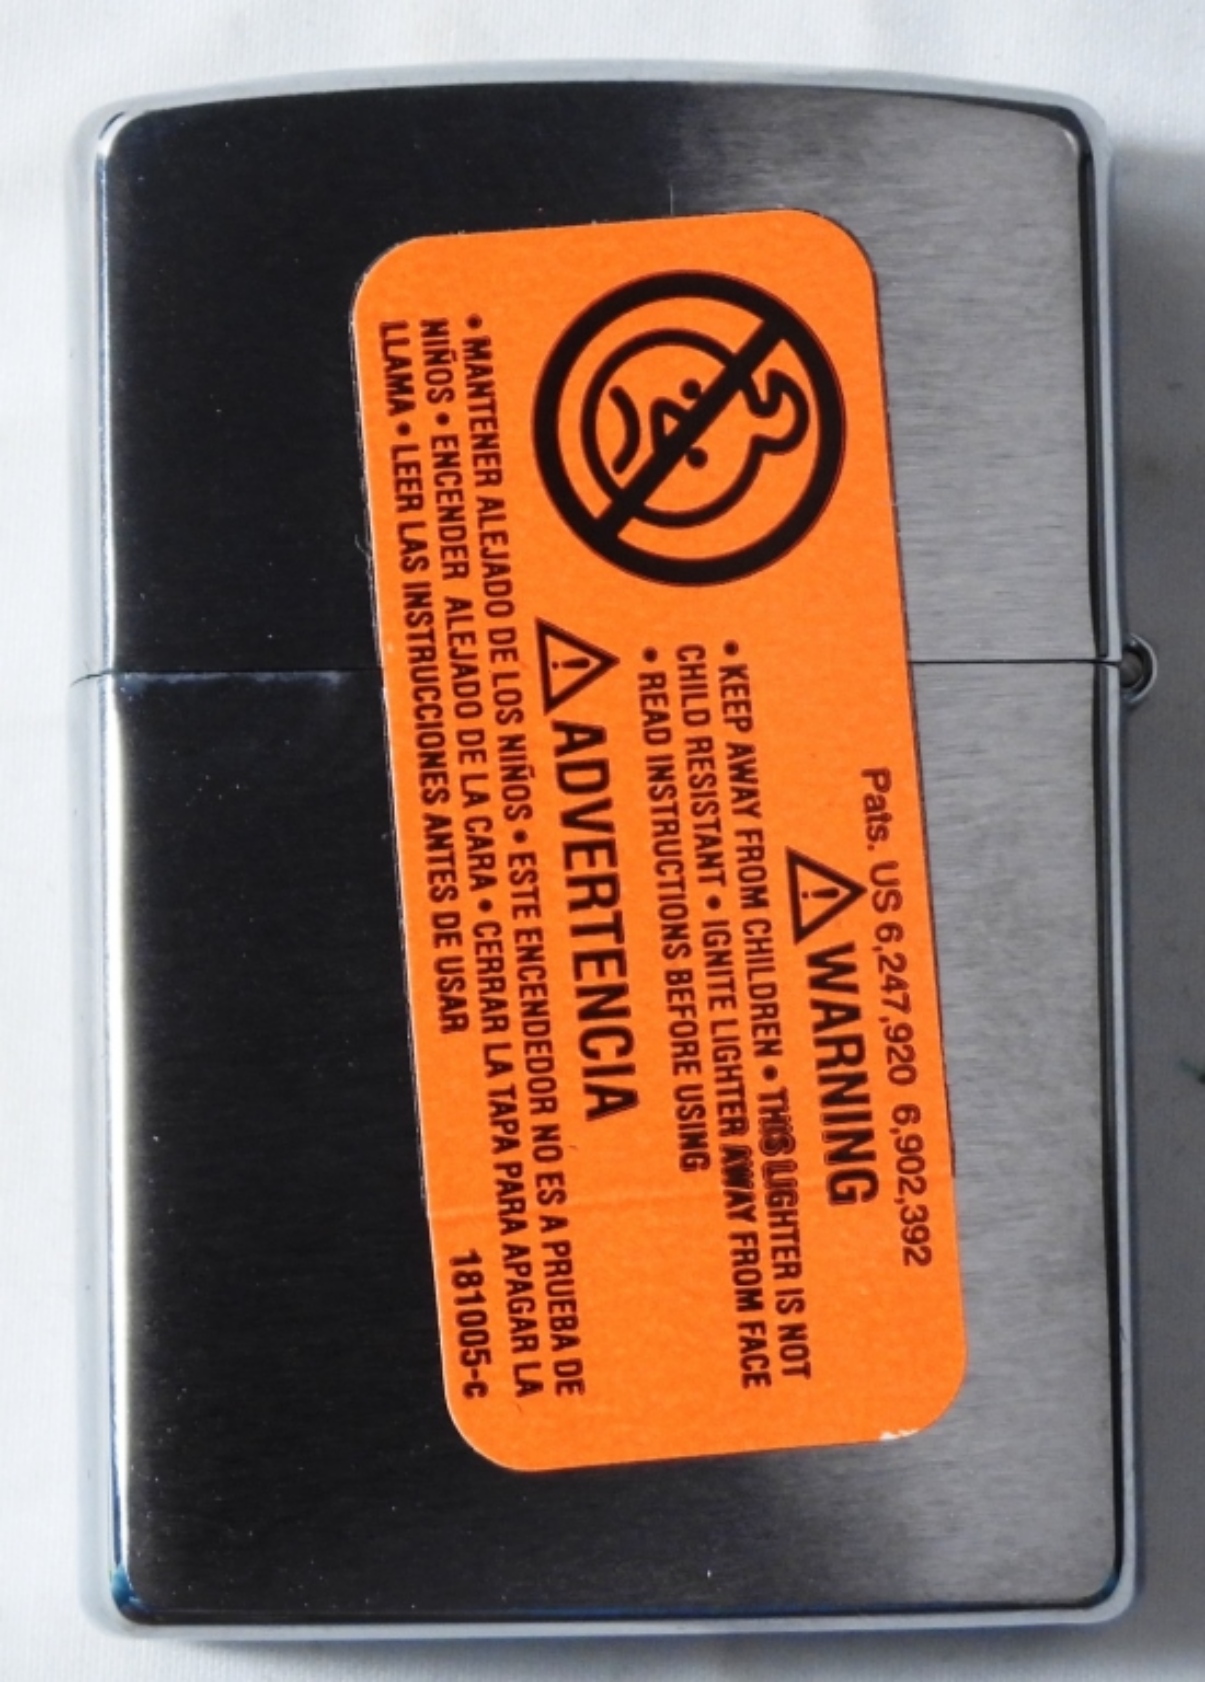 Pats. US 6,247,920 6,902,392
WARNING
• KEEP AWAY FROM CHILDREN • THIS LIGHTER IS NOT
CHILD RESISTANT • IGNITE LIGHTER AWAY FROM FACE
• READ INSTRUCTIONS BEFORE USING
ADVERTENCIA
• MANTENER ALEJADO DE LOS NIÑOS • ESTE ENCENDEDOR NO ES A PRUEBA DE
NIÑOS • ENCENDER ALEJADO DE LA CARA • CERRAR LA TAPA PARA APAGAR LA
LLAMA • LEER LAS INSTRUCCIONES ANTES DE USAR
181005-c